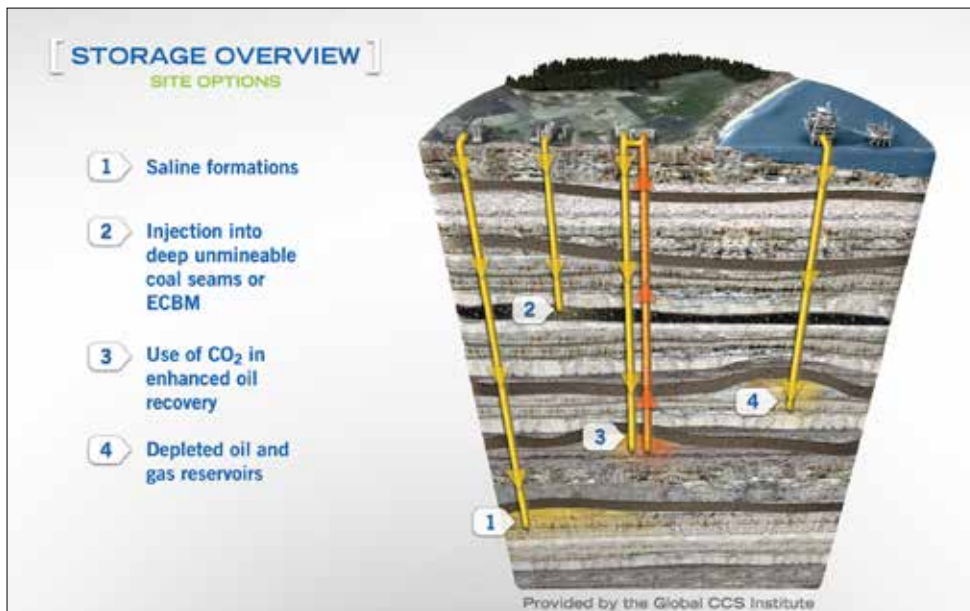 [ STORAGE OVERVIEW ]
SITE OPTIONS
1 Saline formations
2 Injection into
deep unmineable
coal seams or
ECBM
3 Use of CO₂ in
enhanced oil
recovery
4 Depleted oil and
gas reservoirs
2
4
3
1
Provided by the Global CCS Institute